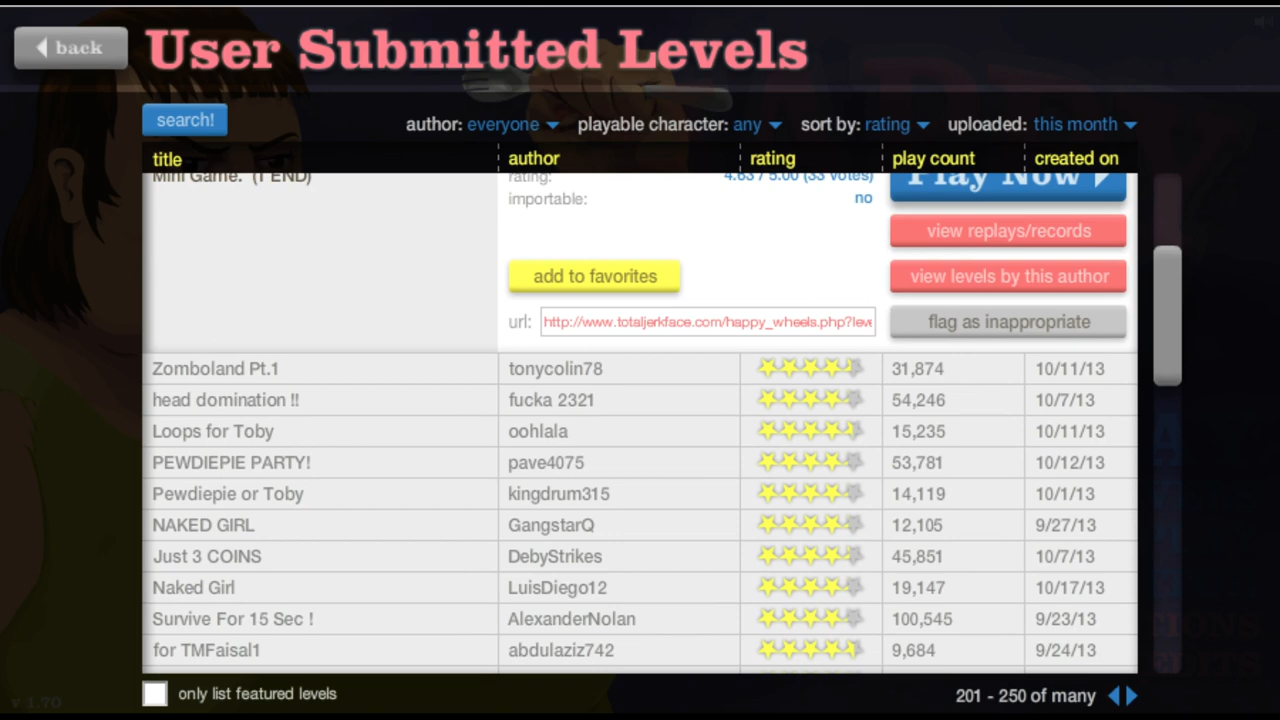 back
User Submitted Levels
search!
author: everyone playable character: any sort by: rating uploaded: this month
title author rating play count created on
Mini Game. (1 END)
rating: 4.63 / 5.00 (33 votes)
Play Now
importable: no
view replays/records
add to favorites
view levels by this author
url: http://www.totaljerkface.com/happy_wheels.php?leve
flag as inappropriate
Zomboland Pt.1 tonycolin78 31,874 10/11/13
head domination !! fucka 2321 54,246 10/7/13
Loops for Toby oohlala 15,235 10/11/13
PEWDIEPIE PARTY! pave4075 53,781 10/12/13
Pewdiepie or Toby kingdrum315 14,119 10/1/13
NAKED GIRL GangstarQ 12,105 9/27/13
Just 3 COINS DebyStrikes 45,851 10/7/13
Naked Girl LuisDiego12 19,147 10/17/13
Survive For 15 Sec ! AlexanderNolan 100,545 9/23/13
for TMFaisal1 abdulaziz742 9,684 9/24/13
only list featured levels
201 - 250 of many
v 1.70